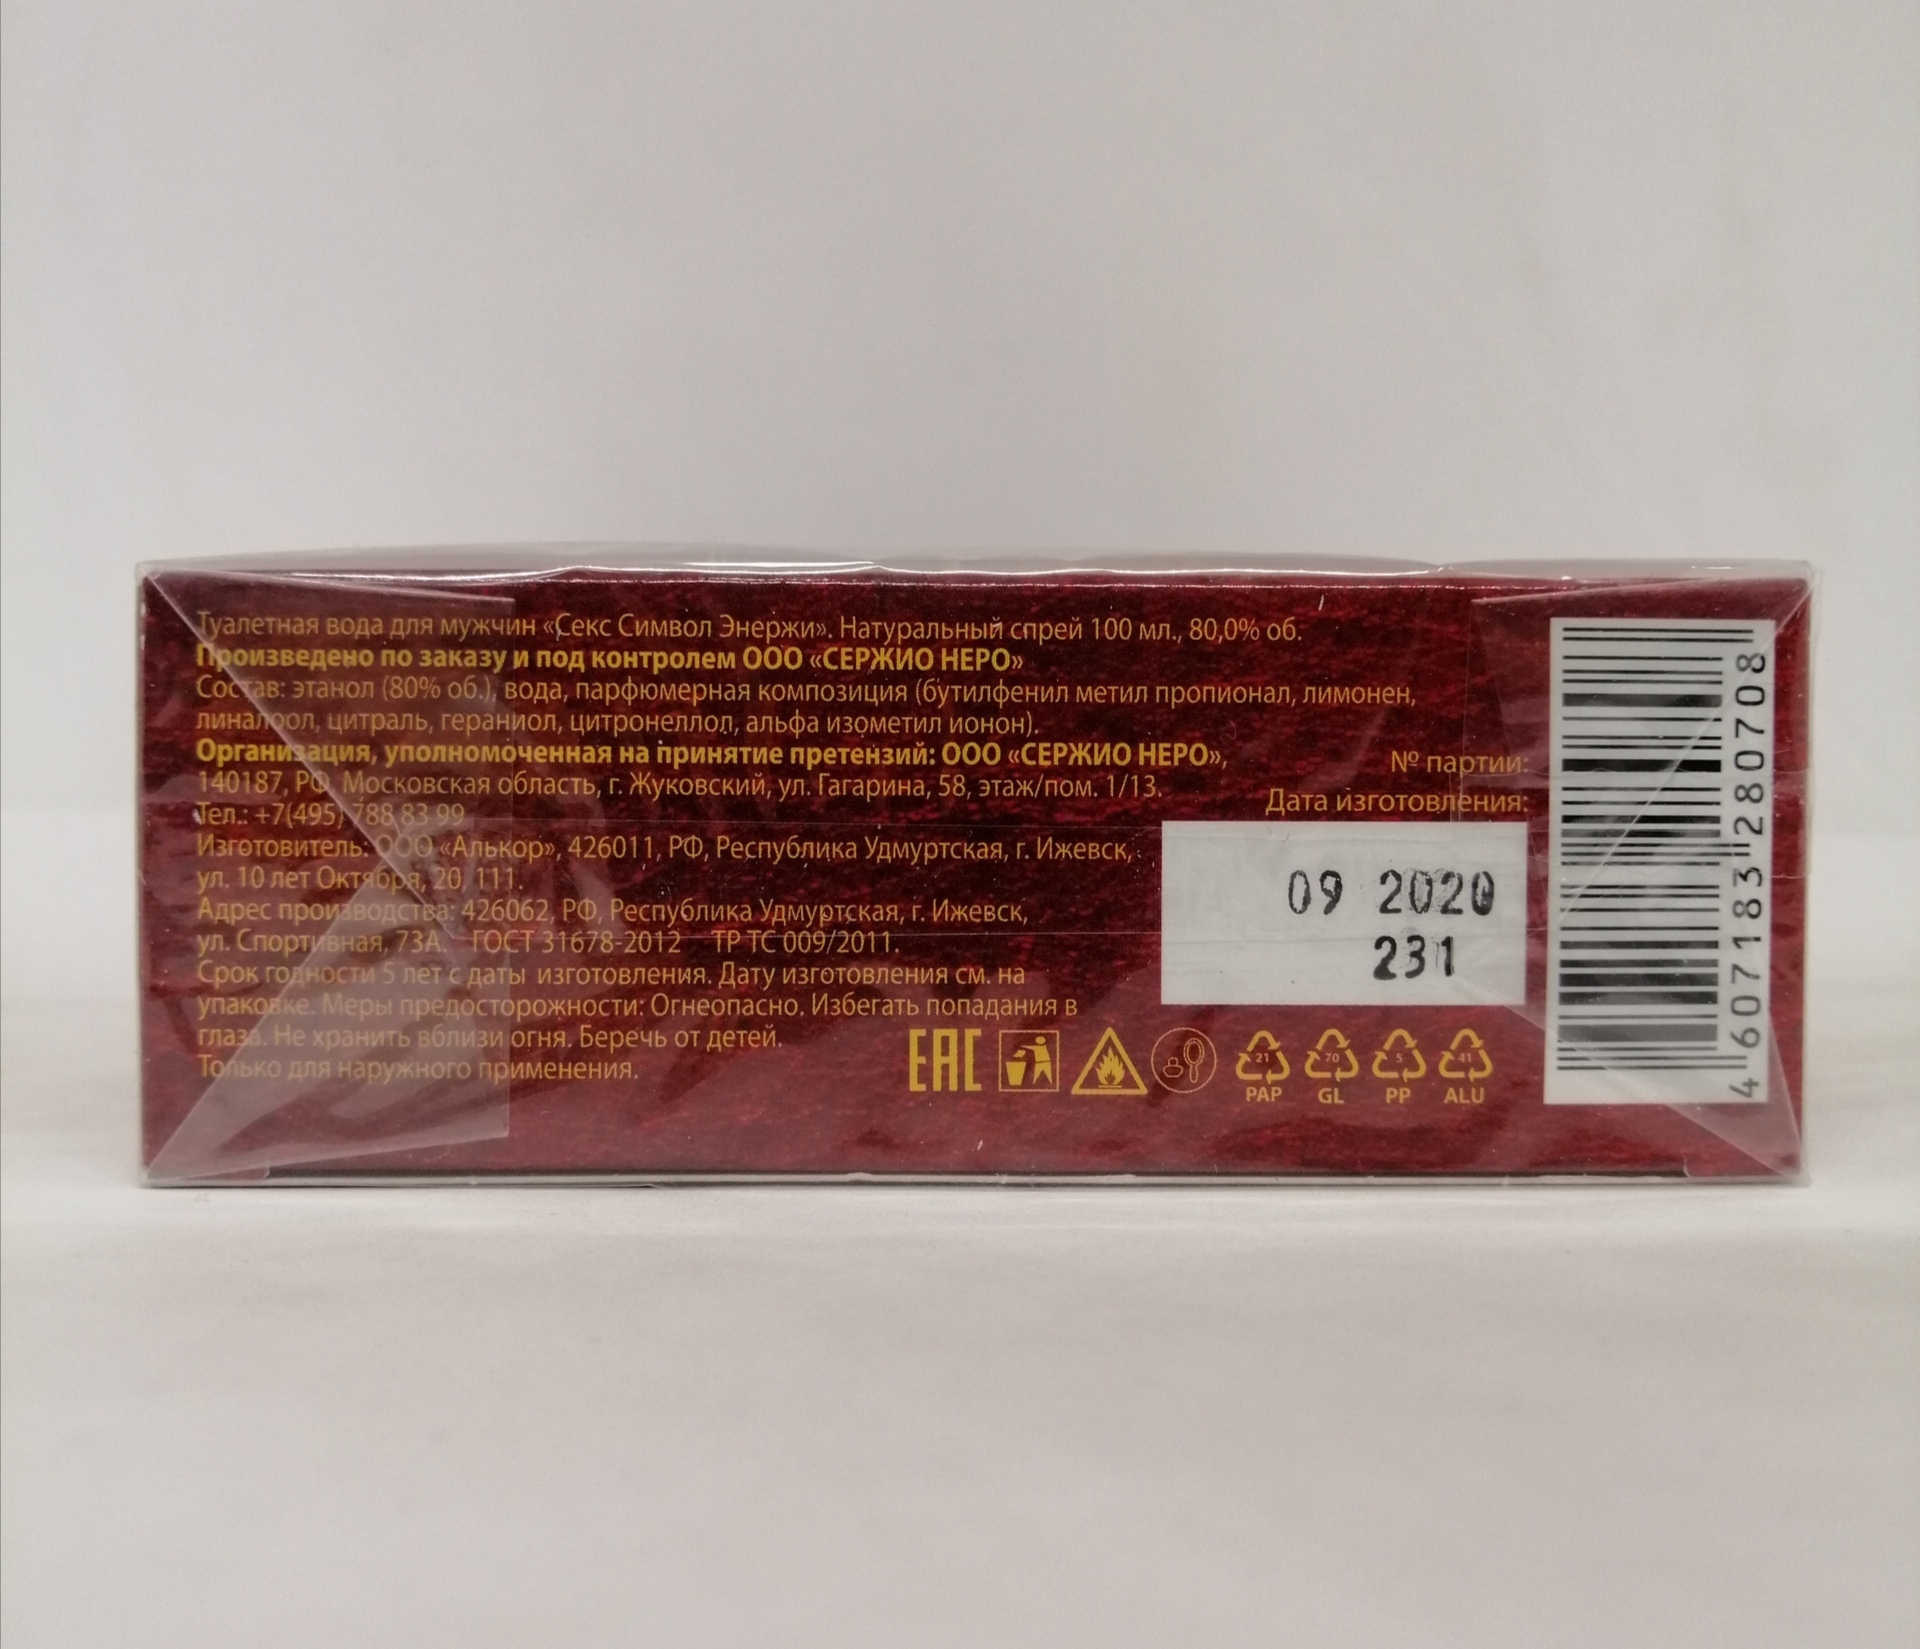 Туалетная вода для мужчин «Секс Символ Энержи». Натуральный спрей 100 мл., 80,0% об.
Произведено по заказу и под контролем ООО «СЕРЖИО НЕРО»
Состав: этанол (80% об.), вода, парфюмерная композиция (бутилфенил метил пропионал, лимонен,
линалоол, цитраль, гераниол, цитронеллол, альфа изометил ионон).
Организация, уполномоченная на принятие претензий: ООО «СЕРЖИО НЕРО»,
140187, РФ, Московская область, г. Жуковский, ул. Гагарина, 58, этаж/пом. 1/13.
Тел.: +7(495) 788 83 99
Изготовитель: ООО «Алькор», 426011, РФ, Республика Удмуртская, г. Ижевск,
ул. 10 лет Октября, 20, 111.
Адрес производства: 426062, РФ, Республика Удмуртская, г. Ижевск,
ул. Спортивная, 73А. ГОСТ 31678-2012 ТР ТС 009/2011.
Срок годности 5 лет с даты изготовления. Дату изготовления см. на
упаковке. Меры предосторожности: Огнеопасно. Избегать попадания в
глаза. Не хранить вблизи огня. Беречь от детей.
Только для наружного применения.
№ партии:
Дата изготовления:
09 2020
231
EAC
21 70 5 41
PAP GL PP ALU
4 607183 280708